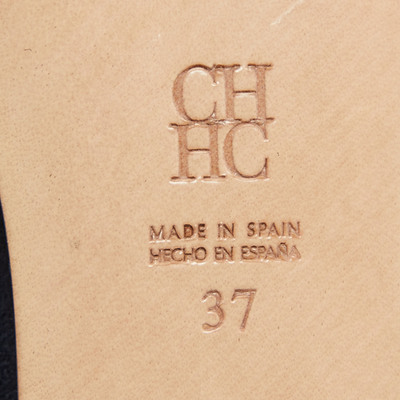 CH
HC
MADE IN SPAIN
HECHO EN ESPAÑA
37